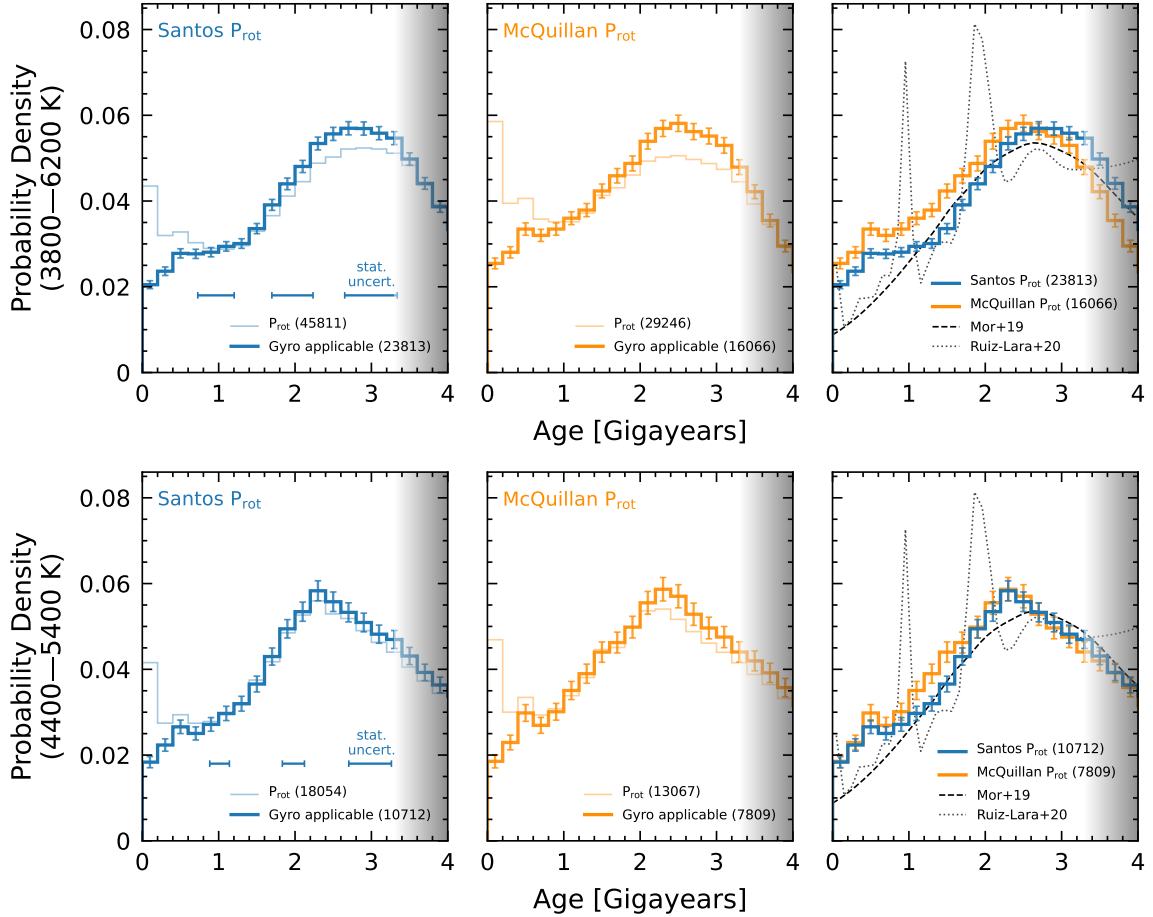 Santos Prot
McQuillan Prot
Probability Density
(3800—6200 K)
0.08
0.06
0.04
0.02
0
stat.
uncert.
Prot (45811)
Gyro applicable (23813)
Prot (29246)
Gyro applicable (16066)
Santos Prot (23813)
McQuillan Prot (16066)
Mor+19
Ruiz-Lara+20
0 1 2 3 4
0 1 2 3 4
0 1 2 3 4
Age [Gigayears]
Age [Gigayears]
Santos Prot
McQuillan Prot
Probability Density
(4400—5400 K)
0.08
0.06
0.04
0.02
0
stat.
uncert.
Prot (18054)
Gyro applicable (10712)
Prot (13067)
Gyro applicable (7809)
Santos Prot (10712)
McQuillan Prot (7809)
Mor+19
Ruiz-Lara+20
0 1 2 3 4
0 1 2 3 4
0 1 2 3 4
Age [Gigayears]
Age [Gigayears]